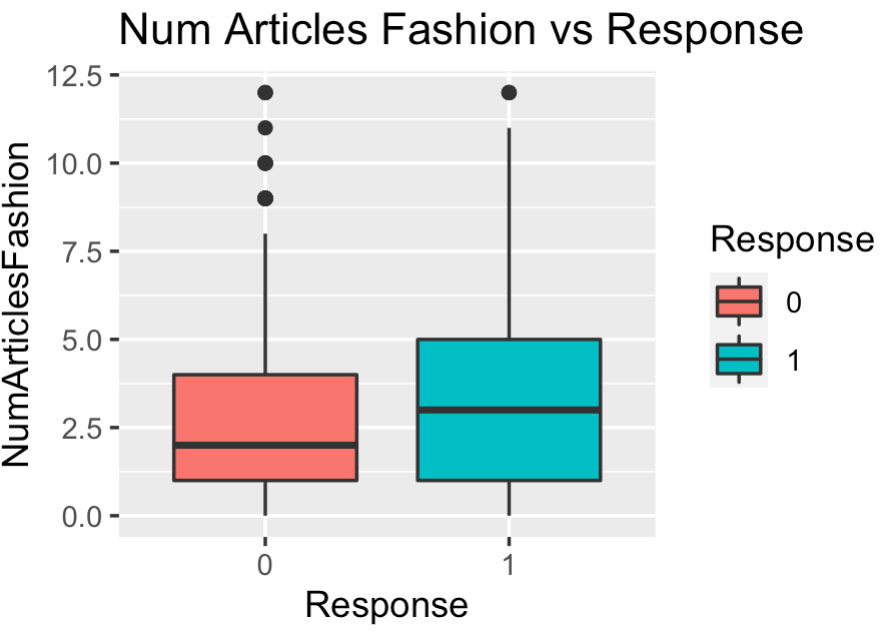 Num Articles Fashion vs Response
NumArticlesFashion
12.5
10.0
7.5
5.0
2.5
0.0
0
1
Response
Response
0
1